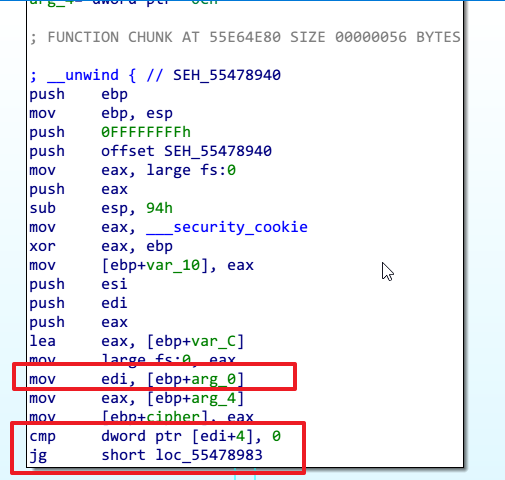 arg_4= dword ptr  0Ch
; FUNCTION CHUNK AT 55E64E80 SIZE 00000056 BYTES
; __unwind { // SEH_55478940
push    ebp
mov     ebp, esp
push    0FFFFFFFFh
push    offset SEH_55478940
mov     eax, large fs:0
push    eax
sub     esp, 94h
mov     eax, ___security_cookie
xor     eax, ebp
mov     [ebp+var_10], eax
push    esi
push    edi
push    eax
lea     eax, [ebp+var_C]
mov     large fs:0, eax
mov     edi, [ebp+arg_0]
mov     eax, [ebp+arg_4]
mov     [ebp+cipher], eax
cmp     dword ptr [edi+4], 0
jg      short loc_55478983